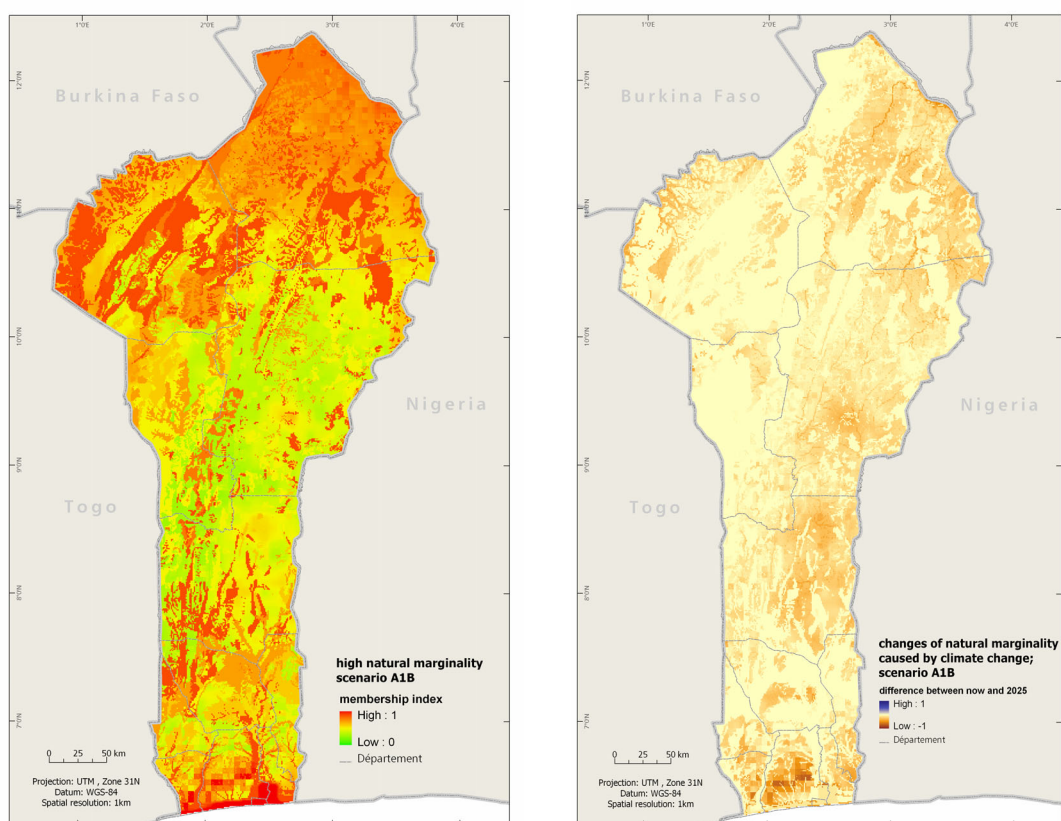 1°0'E
2°0'E
3°0'E
4°0'E
12°0'N
Burkina Faso
10°0'N
Nigeria
9°0'N
Togo
8°0'N
high natural marginality
scenario A1B
membership index
High : 1
Low : 0
Département
7°0'N
0 25 50 km
Projection: UTM , Zone 31N
Datum: WGS-84
Spatial resolution: 1km
1°0'E
2°0'E
3°0'E
4°0'E
12°0'N
Burkina Faso
10°0'N
Nigeria
9°0'N
Togo
8°0'N
changes of natural marginality
caused by climate change;
scenario A1B
difference between now and 2025
High : 1
Low : -1
Département
7°0'N
0 25 50 km
Projection: UTM , Zone 31N
Datum: WGS-84
Spatial resolution: 1km